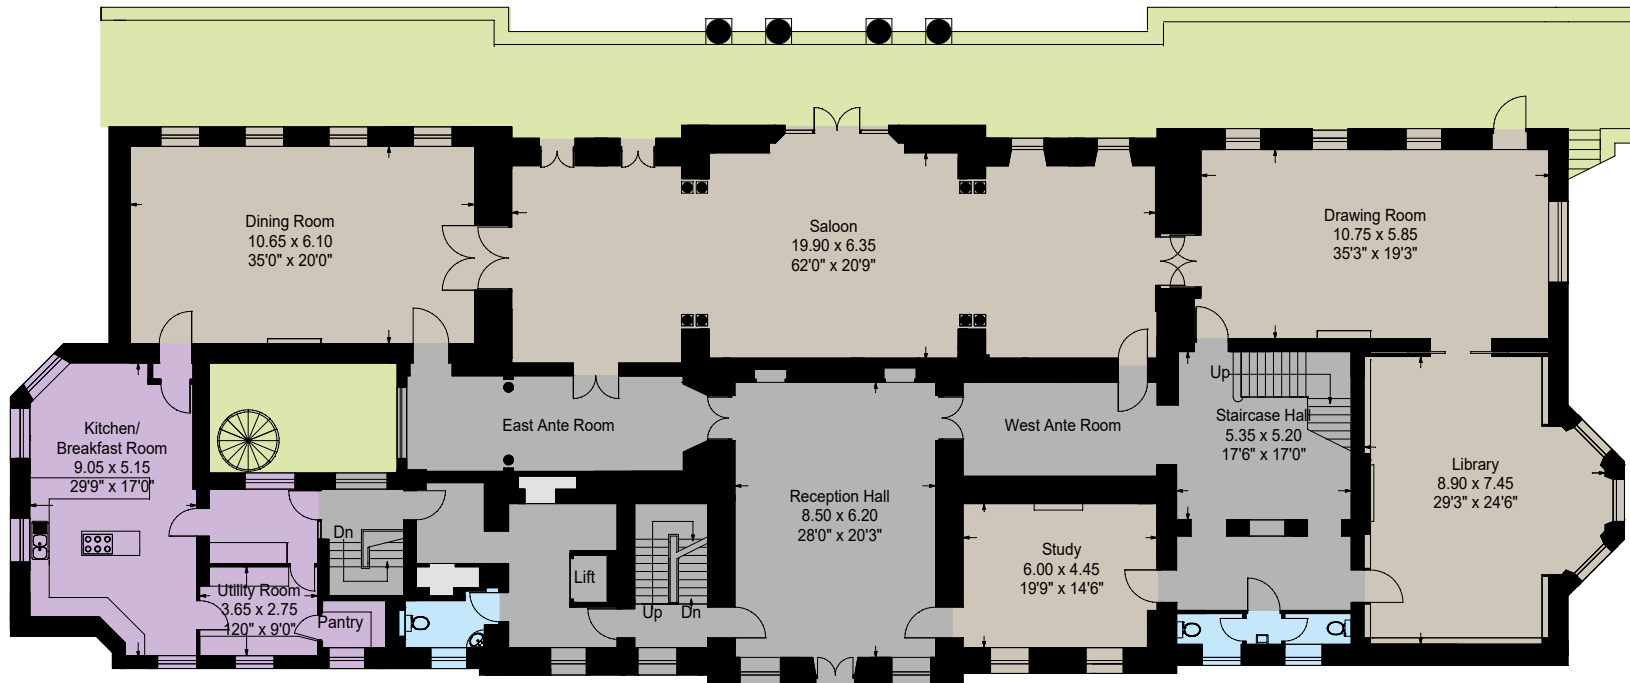 Dining Room
10.65 x 6.10
35'0" x 20'0"
Saloon
19.90 x 6.35
62'0" x 20'9"
Drawing Room
10.75 x 5.85
35'3" x 19'3"
Kitchen/
Breakfast Room
9.05 x 5.15
29'9" x 17'0"
East Ante Room
West Ante Room
Up
Staircase Hall
5.35 x 5.20
17'6" x 17'0"
Library
8.90 x 7.45
29'3" x 24'6"
Reception Hall
8.50 x 6.20
28'0" x 20'3"
Dn
Study
6.00 x 4.45
19'9" x 14'6"
Lift
Utility Room
3.65 x 2.75
120" x 9'0"
Pantry
Up
Dn